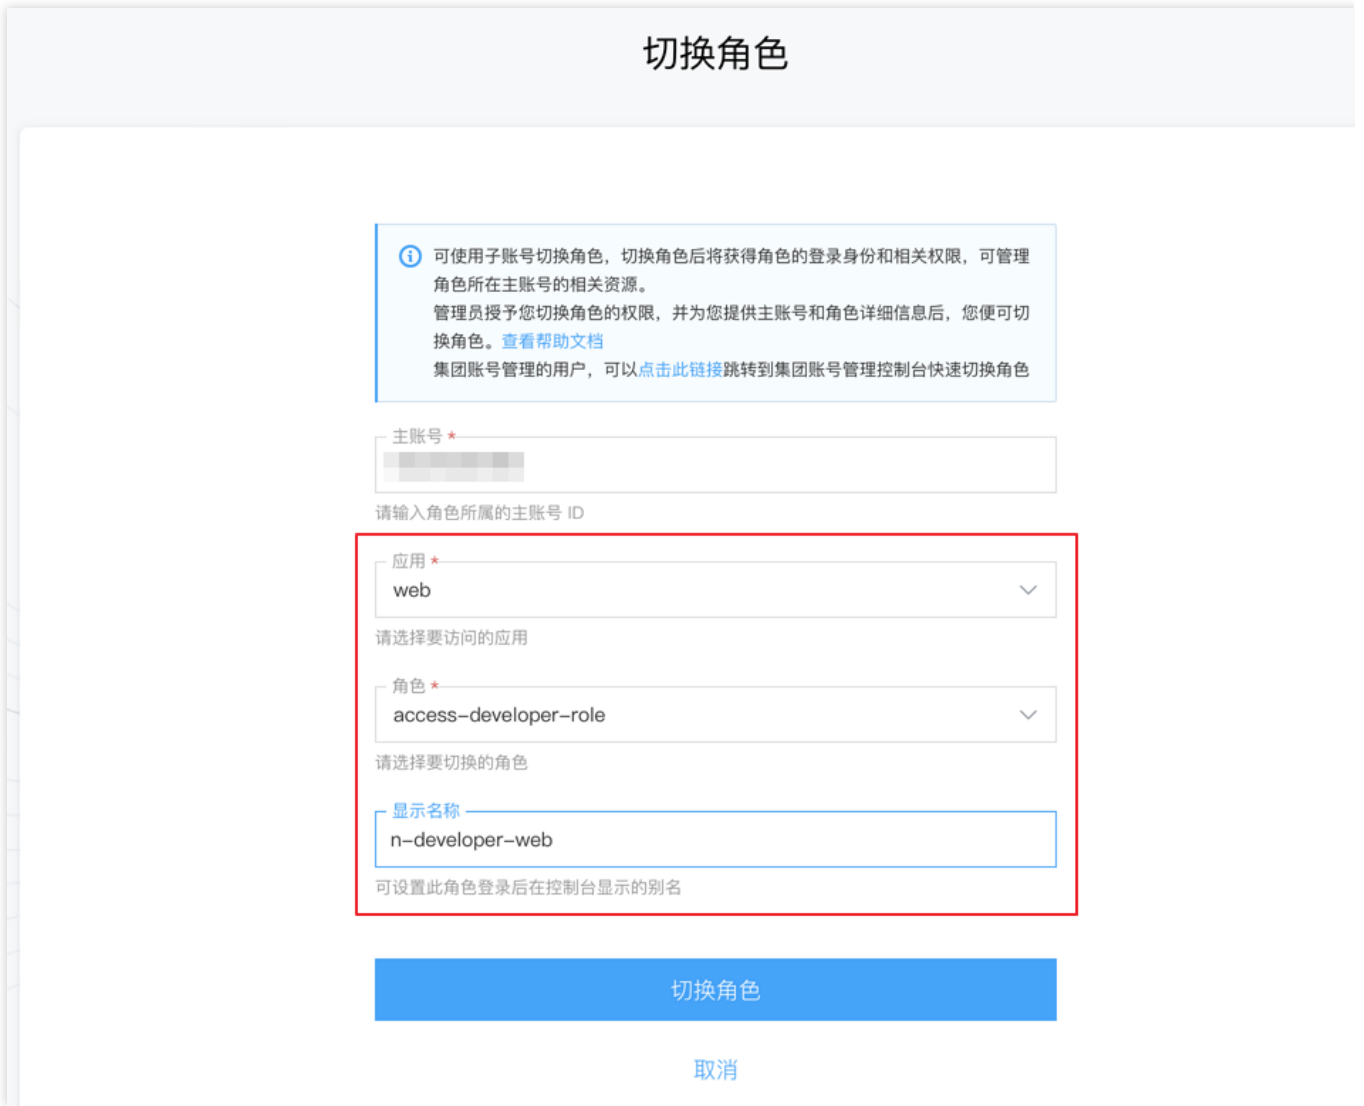 切换角色
可使用子账号切换角色，切换角色后将获得角色的登录身份和相关权限，可管理
角色所在主账号的相关资源。
管理员授予您切换角色的权限，并为您提供主账号和角色详细信息后，您便可切
换角色。查看帮助文档
集团账号管理的用户，可以点击此链接跳转到集团账号管理控制台快速切换角色
主账号 *
请输入角色所属的主账号 ID
应用 *
web
请选择要访问的应用
角色 *
access-developer-role
请选择要切换的角色
显示名称
n-developer-web
可设置此角色登录后在控制台显示的别名
切换角色
取消